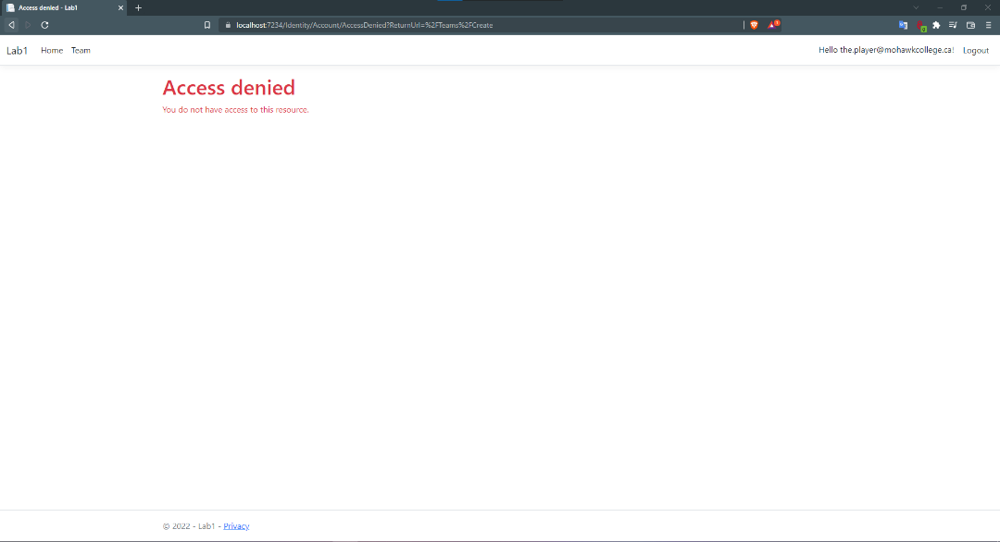 Access denied - Lab1
localhost:7234/Identity/Account/AccessDenied?ReturnUrl=%2FTeams%2FCreate
Lab1 Home Team Hello the.player@mohawkcollege.ca! Logout
Access denied
You do not have access to this resource.
© 2022 - Lab1 - Privacy